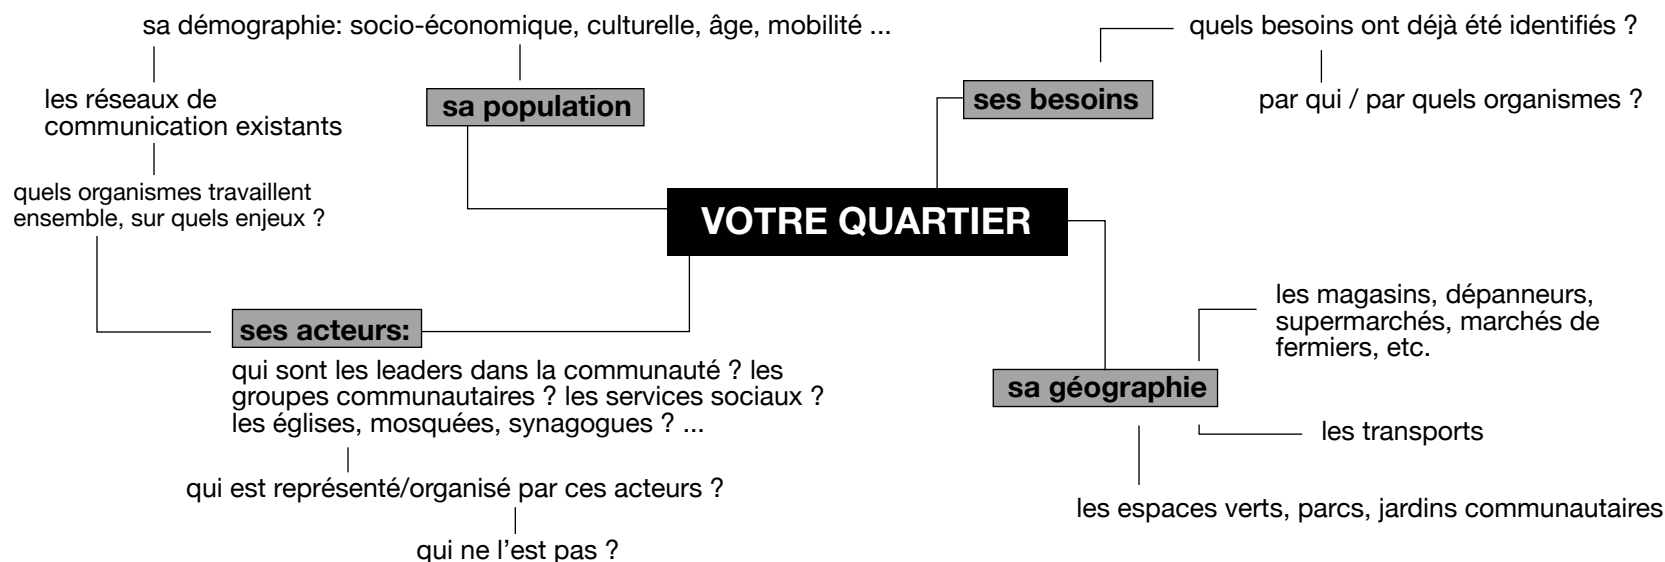 sa démographie: socio-économique, culturelle, âge, mobilité ...
quels besoins ont déjà été identifiés ?
les réseaux de
communication existants
sa population
ses besoins
par qui / par quels organismes ?
quels organismes travaillent
ensemble, sur quels enjeux ?
VOTRE QUARTIER
ses acteurs:
qui sont les leaders dans la communauté ? les
groupes communautaires ? les services sociaux ?
les églises, mosquées, synagogues ? ...
qui est représenté/organisé par ces acteurs ?
qui ne l'est pas ?
les magasins, dépanneurs,
supermarchés, marchés de
fermiers, etc.
sa géographie
les transports
les espaces verts, parcs, jardins communautaires